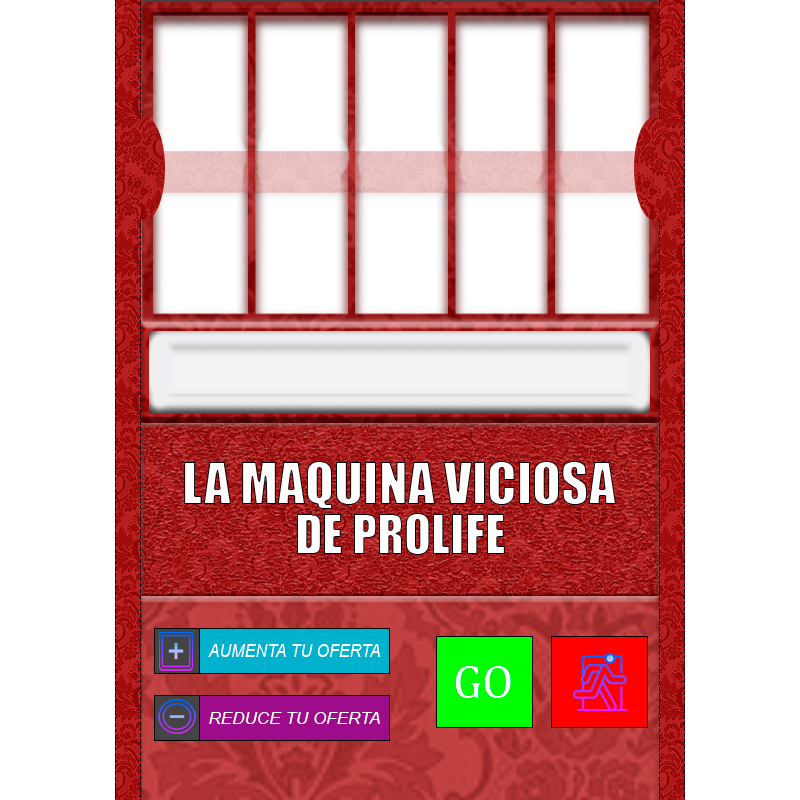 LA MAQUINA VICIOSA
DE PROLIFE
+ AUMENTA TU OFERTA
GO
- REDUCE TU OFERTA